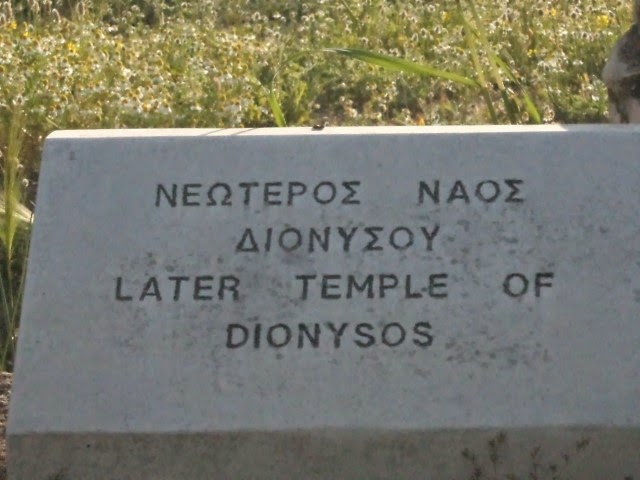 ΝΕΩΤΕΡΟΣ ΝΑΟΣ
ΔΙΟΝΥΣΟΥ
LATER TEMPLE OF
DIONYSOS